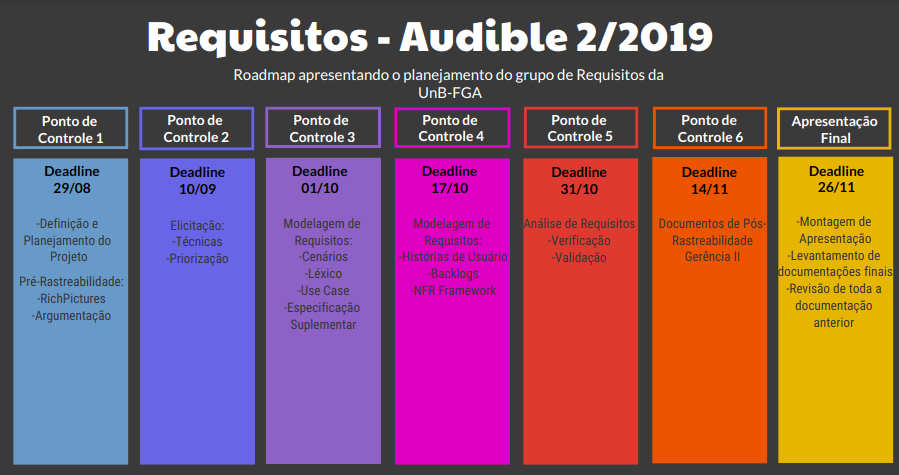 Requisitos - Audible 2/2019
Roadmap apresentando o planejamento do grupo de Requisitos da
UnB-FGA
Ponto de
Controle 1
Deadline
29/08
-Definição e
Planejamento do
Projeto
Pré-Rastreabilidade:
-RichPictures
-Argumentação
Ponto de
Controle 2
Deadline
10/09
Elicitação:
-Técnicas
-Priorização
Ponto de
Controle 3
Deadline
01/10
Modelagem de
Requisitos:
-Cenários
-Léxico
-Use Case
-Especificação
Suplementar
Ponto de
Controle 4
Deadline
17/10
Modelagem de
Requisitos:
-Histórias de Usuário
-Backlogs
-NFR Framework
Ponto de
Controle 5
Deadline
31/10
Análise de Requisitos
-Verificação
-Validação
Ponto de
Controle 6
Deadline
14/11
Documentos de Pós-
Rastreabilidade
Gerência II
Apresentação
Final
Deadline
26/11
-Montagem de
Apresentação
-Levantamento de
documentações finais
-Revisão de toda a
documentação
anterior